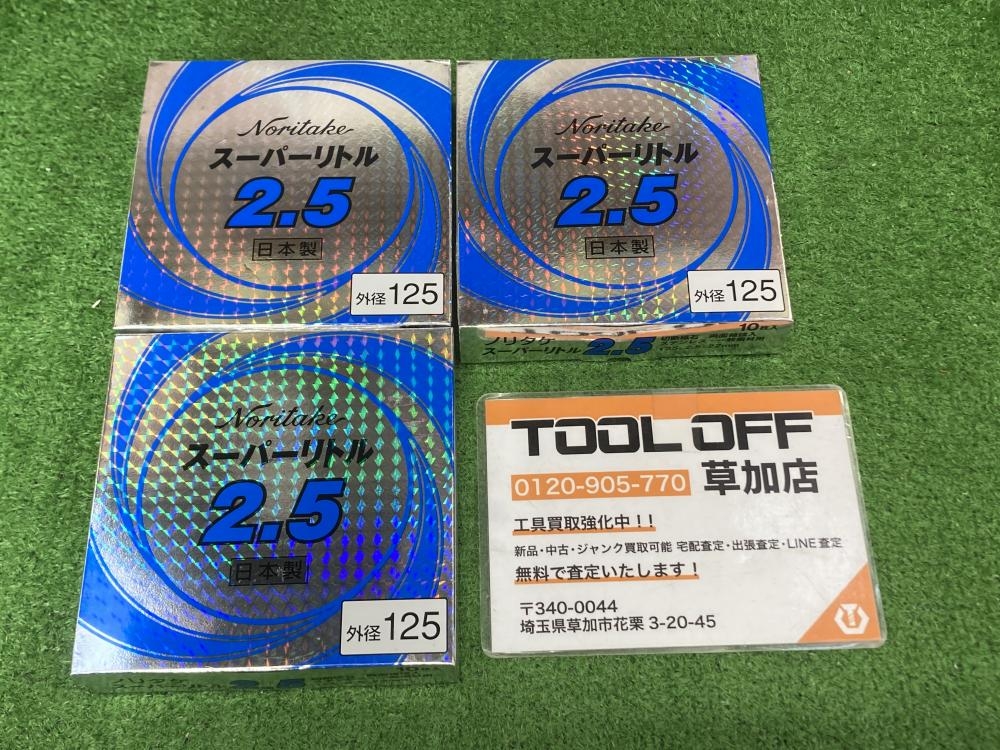 Noritake
スーパーリトル
2.5
日本製
外径125
Noritake
スーパーリトル
2.5
日本製
外径125
ノリタケ
スーパーリトル 2.5
10枚入
Noritake
スーパーリトル
2.5
日本製
外径125
2.5
TOOL OFF
0120-905-770 草加店
工具買取強化中！！
新品・中古・ジャンク買取可能 宅配査定・出張査定・LINE査定
無料で査定いたします！
〒340-0044
埼玉県草加市花栗 3-20-45